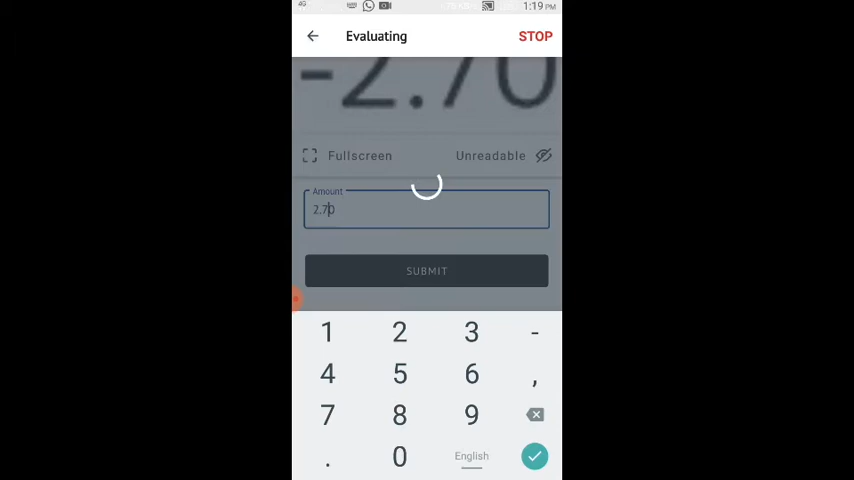 4G 1:19 PM
Evaluating STOP
-2.70
Fullscreen Unreadable
Amount
2.70
SUBMIT
1 2 3 -
4 5 6 ,
7 8 9
. 0 English